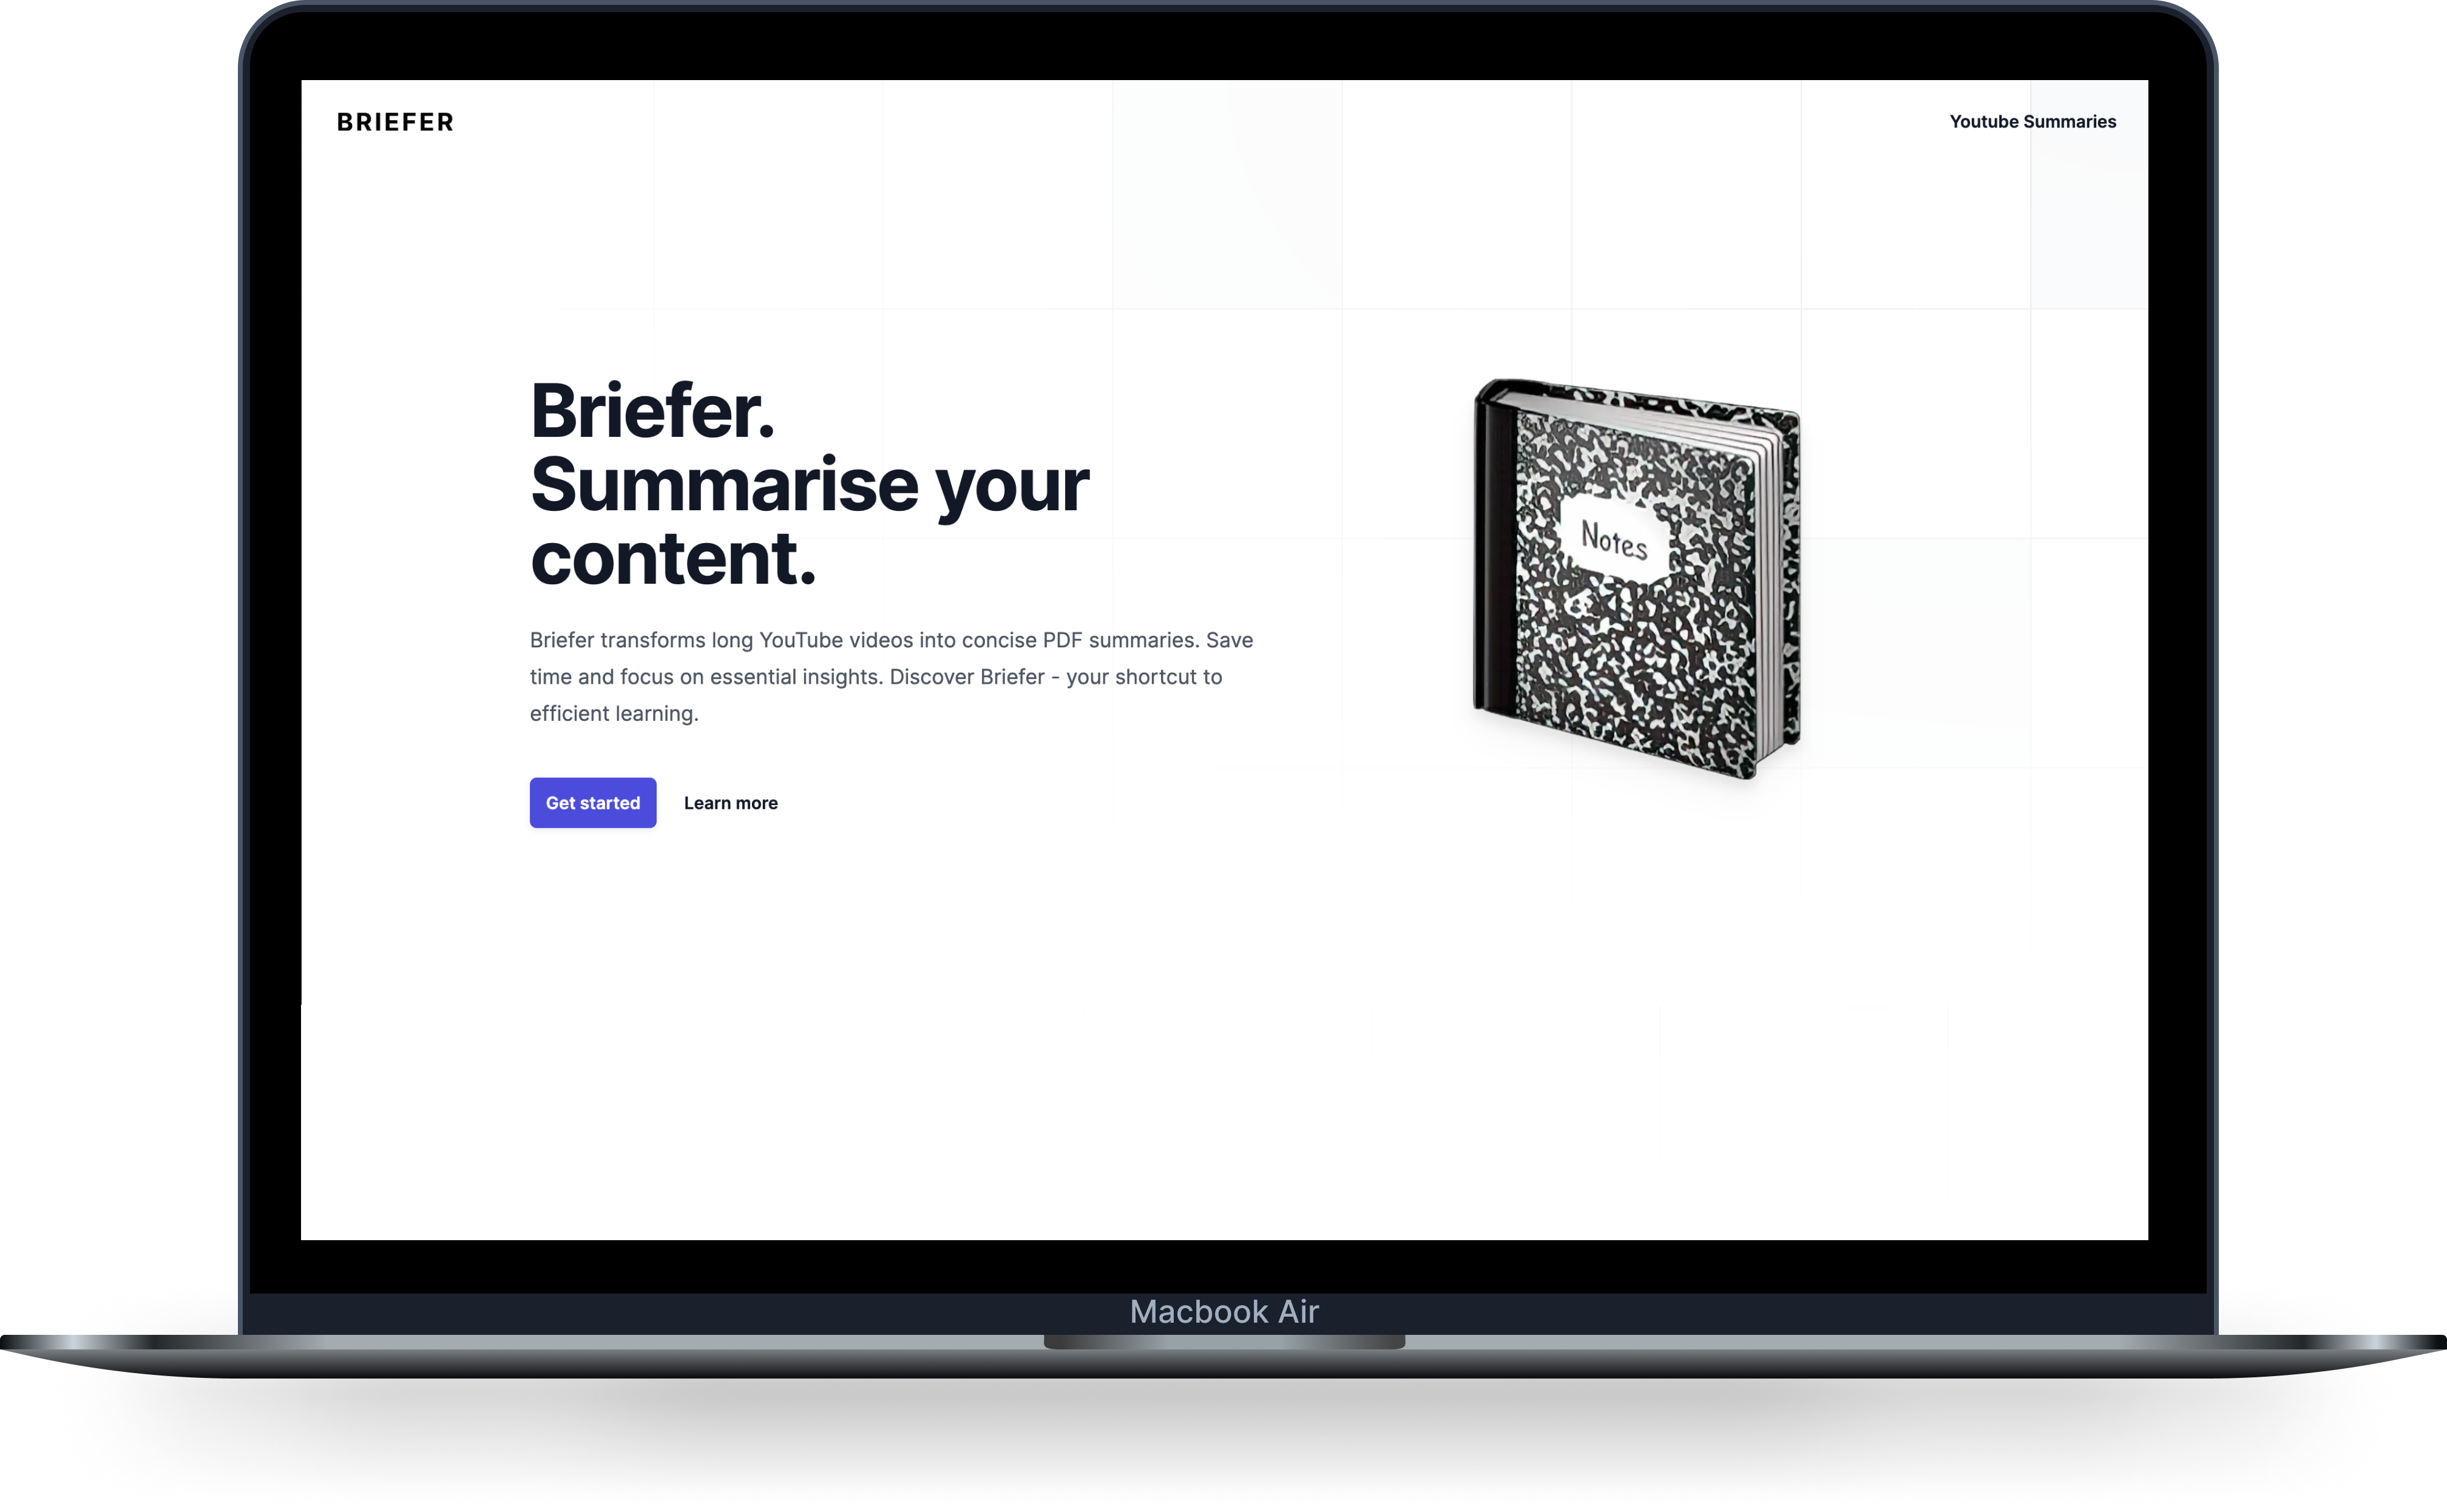 BRIEFER
Youtube Summaries
Briefer.
Summarise your
content.
Briefer transforms long YouTube videos into concise PDF summaries. Save
time and focus on essential insights. Discover Briefer - your shortcut to
efficient learning.
Get started
Learn more
Notes
Macbook Air